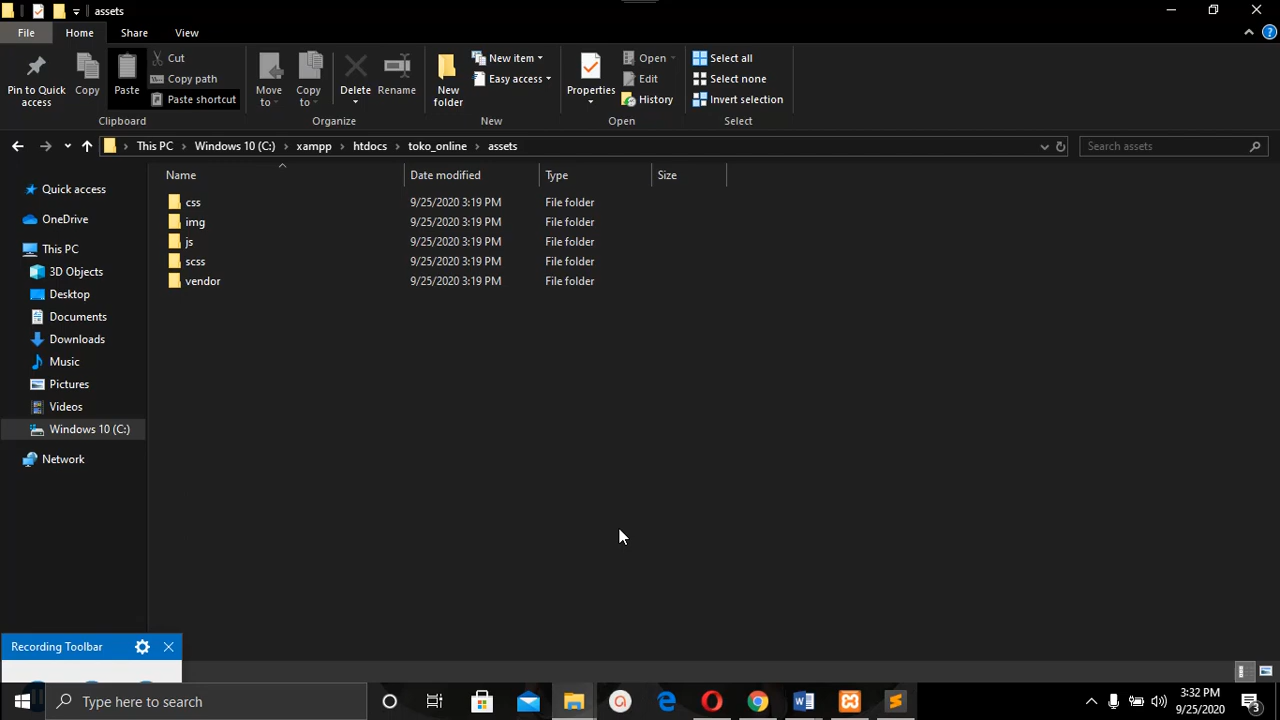 assets
File Home Share View
Pin to Quick access
Copy
Paste
Cut
Copy path
Paste shortcut
Move to
Copy to
Delete
Rename
New folder
New item
Easy access
Properties
Open
Edit
History
Select all
Select none
Invert selection
Clipboard Organize New Open Select
This PC Windows 10 (C:) xampp htdocs toko_online assets Search assets
Name Date modified Type Size
css 9/25/2020 3:19 PM File folder
img 9/25/2020 3:19 PM File folder
js 9/25/2020 3:19 PM File folder
scss 9/25/2020 3:19 PM File folder
vendor 9/25/2020 3:19 PM File folder
Quick access
OneDrive
This PC
3D Objects
Desktop
Documents
Downloads
Music
Pictures
Videos
Windows 10 (C:)
Network
Recording Toolbar
Type here to search
3:32 PM
9/25/2020
3